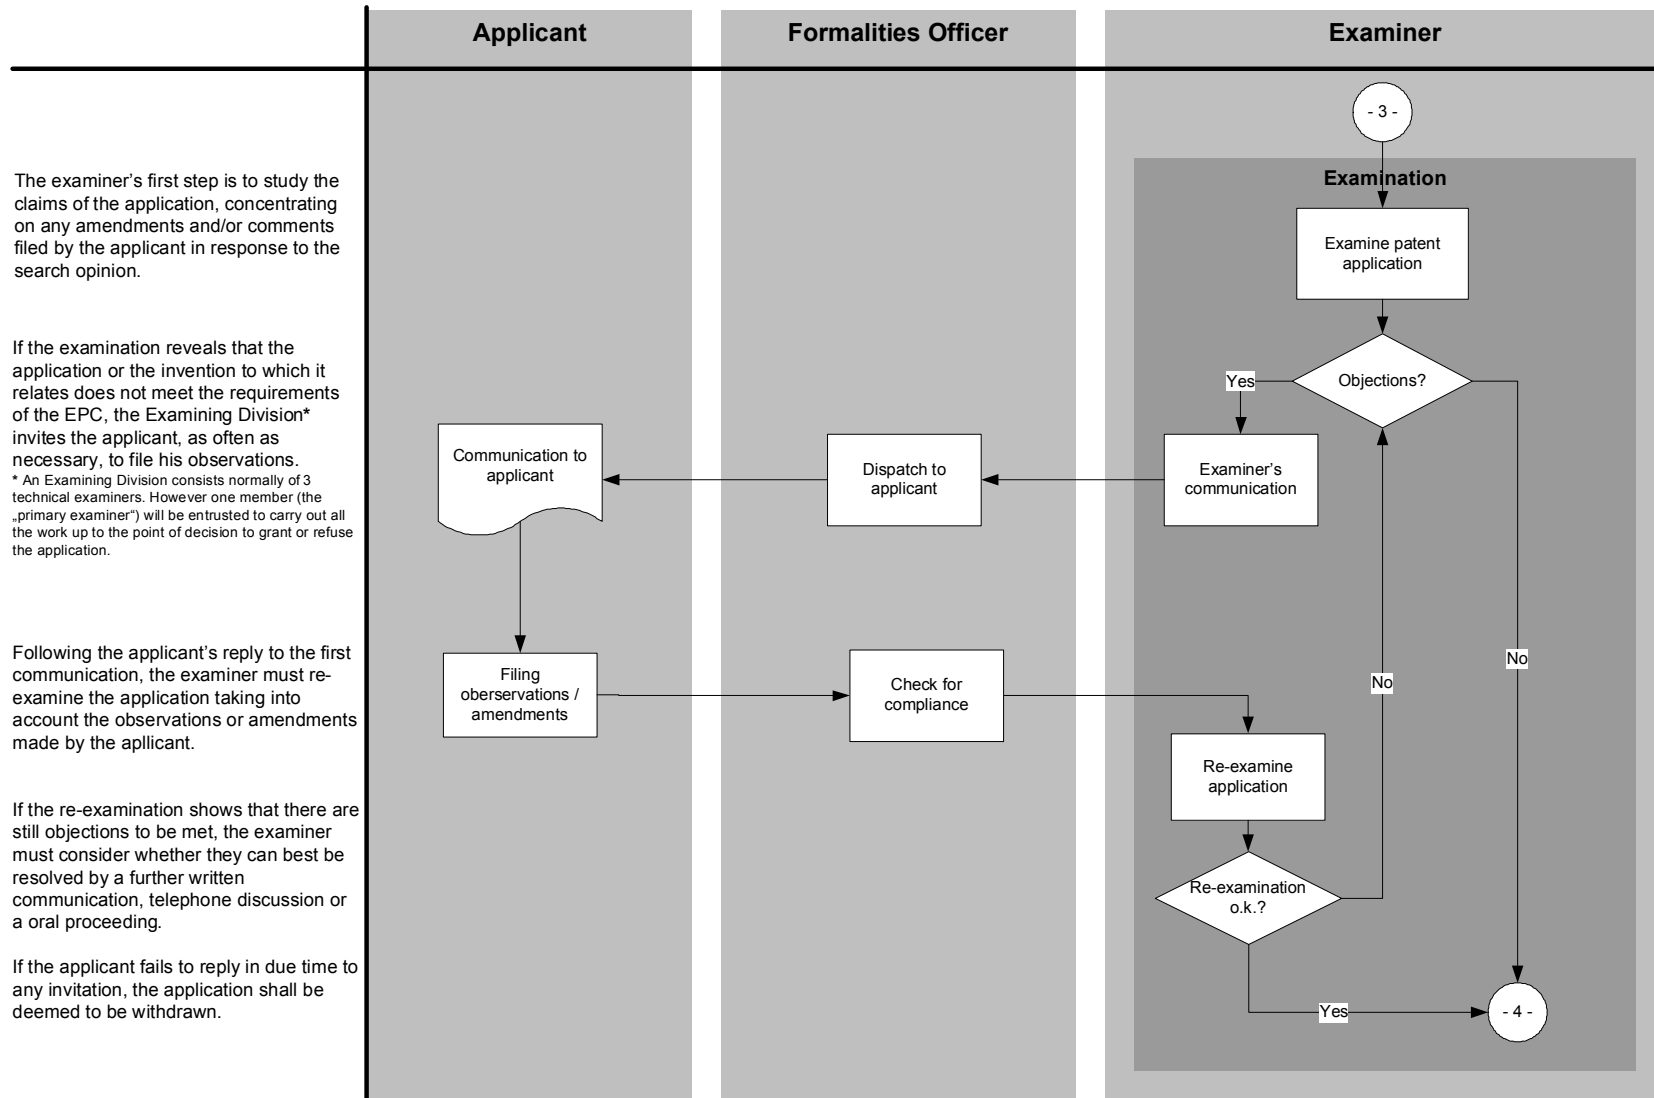 Applicant
Formalities Officer
Examiner
- 3 -
Examination
The examiner's first step is to study the
claims of the application, concentrating
on any amendments and/or comments
filed by the applicant in response to the
search opinion.
Examine patent
application
If the examination reveals that the
application or the invention to which it
relates does not meet the requirements
of the EPC, the Examining Division*
invites the applicant, as often as
necessary, to file his observations.
* An Examining Division consists normally of 3
technical examiners. However one member (the
„primary examiner“) will be entrusted to carry out all
the work up to the point of decision to grant or refuse
the application.
Objections?
Yes
Communication to
applicant
Dispatch to
applicant
Examiner's
communication
Following the applicant's reply to the first
communication, the examiner must re-
examine the application taking into
account the observations or amendments
made by the apllicant.
Filing
oberservations /
amendments
Check for
compliance
No
No
Re-examine
application
If the re-examination shows that there are
still objections to be met, the examiner
must consider whether they can best be
resolved by a further written
communication, telephone discussion or
a oral proceeding.
Re-examination
o.k.?
If the applicant fails to reply in due time to
any invitation, the application shall be
deemed to be withdrawn.
Yes
- 4 -